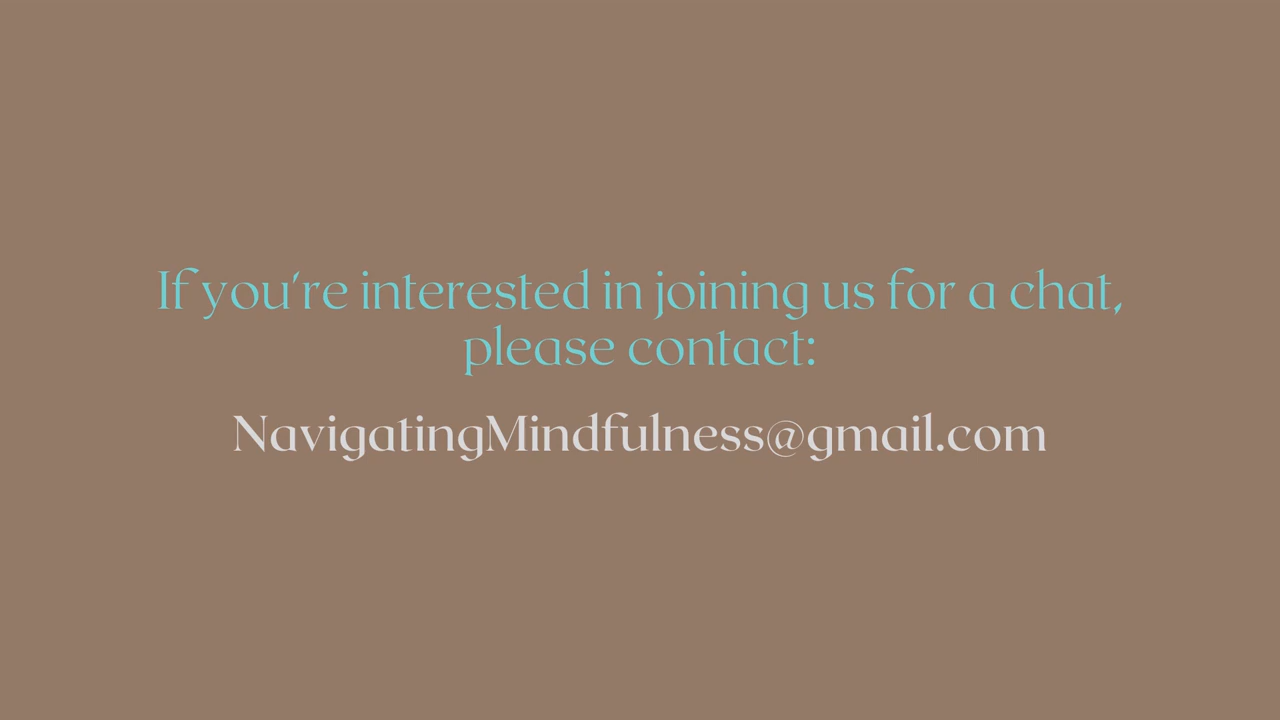 If you're interested in joining us for a chat,
please contact:
NavigatingMindfulness@gmail.com